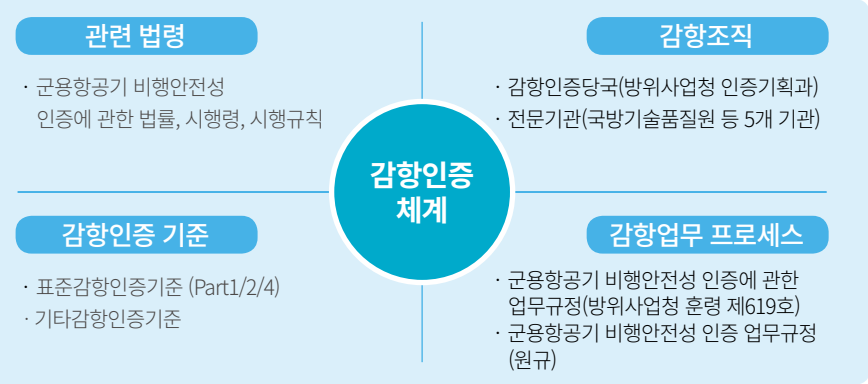 관련 법령
· 군용항공기 비행안전성
인증에 관한 법률, 시행령, 시행규칙
감항조직
· 감항인증당국(방위사업청 인증기획과)
· 전문기관(국방기술품질원 등 5개 기관)
감항인증
체계
감항인증 기준
· 표준감항인증기준 (Part1/2/4)
· 기타감항인증기준
감항업무 프로세스
· 군용항공기 비행안전성 인증에 관한
업무규정(방위사업청 훈령 제619호)
· 군용항공기 비행안전성 인증 업무규정
(원규)